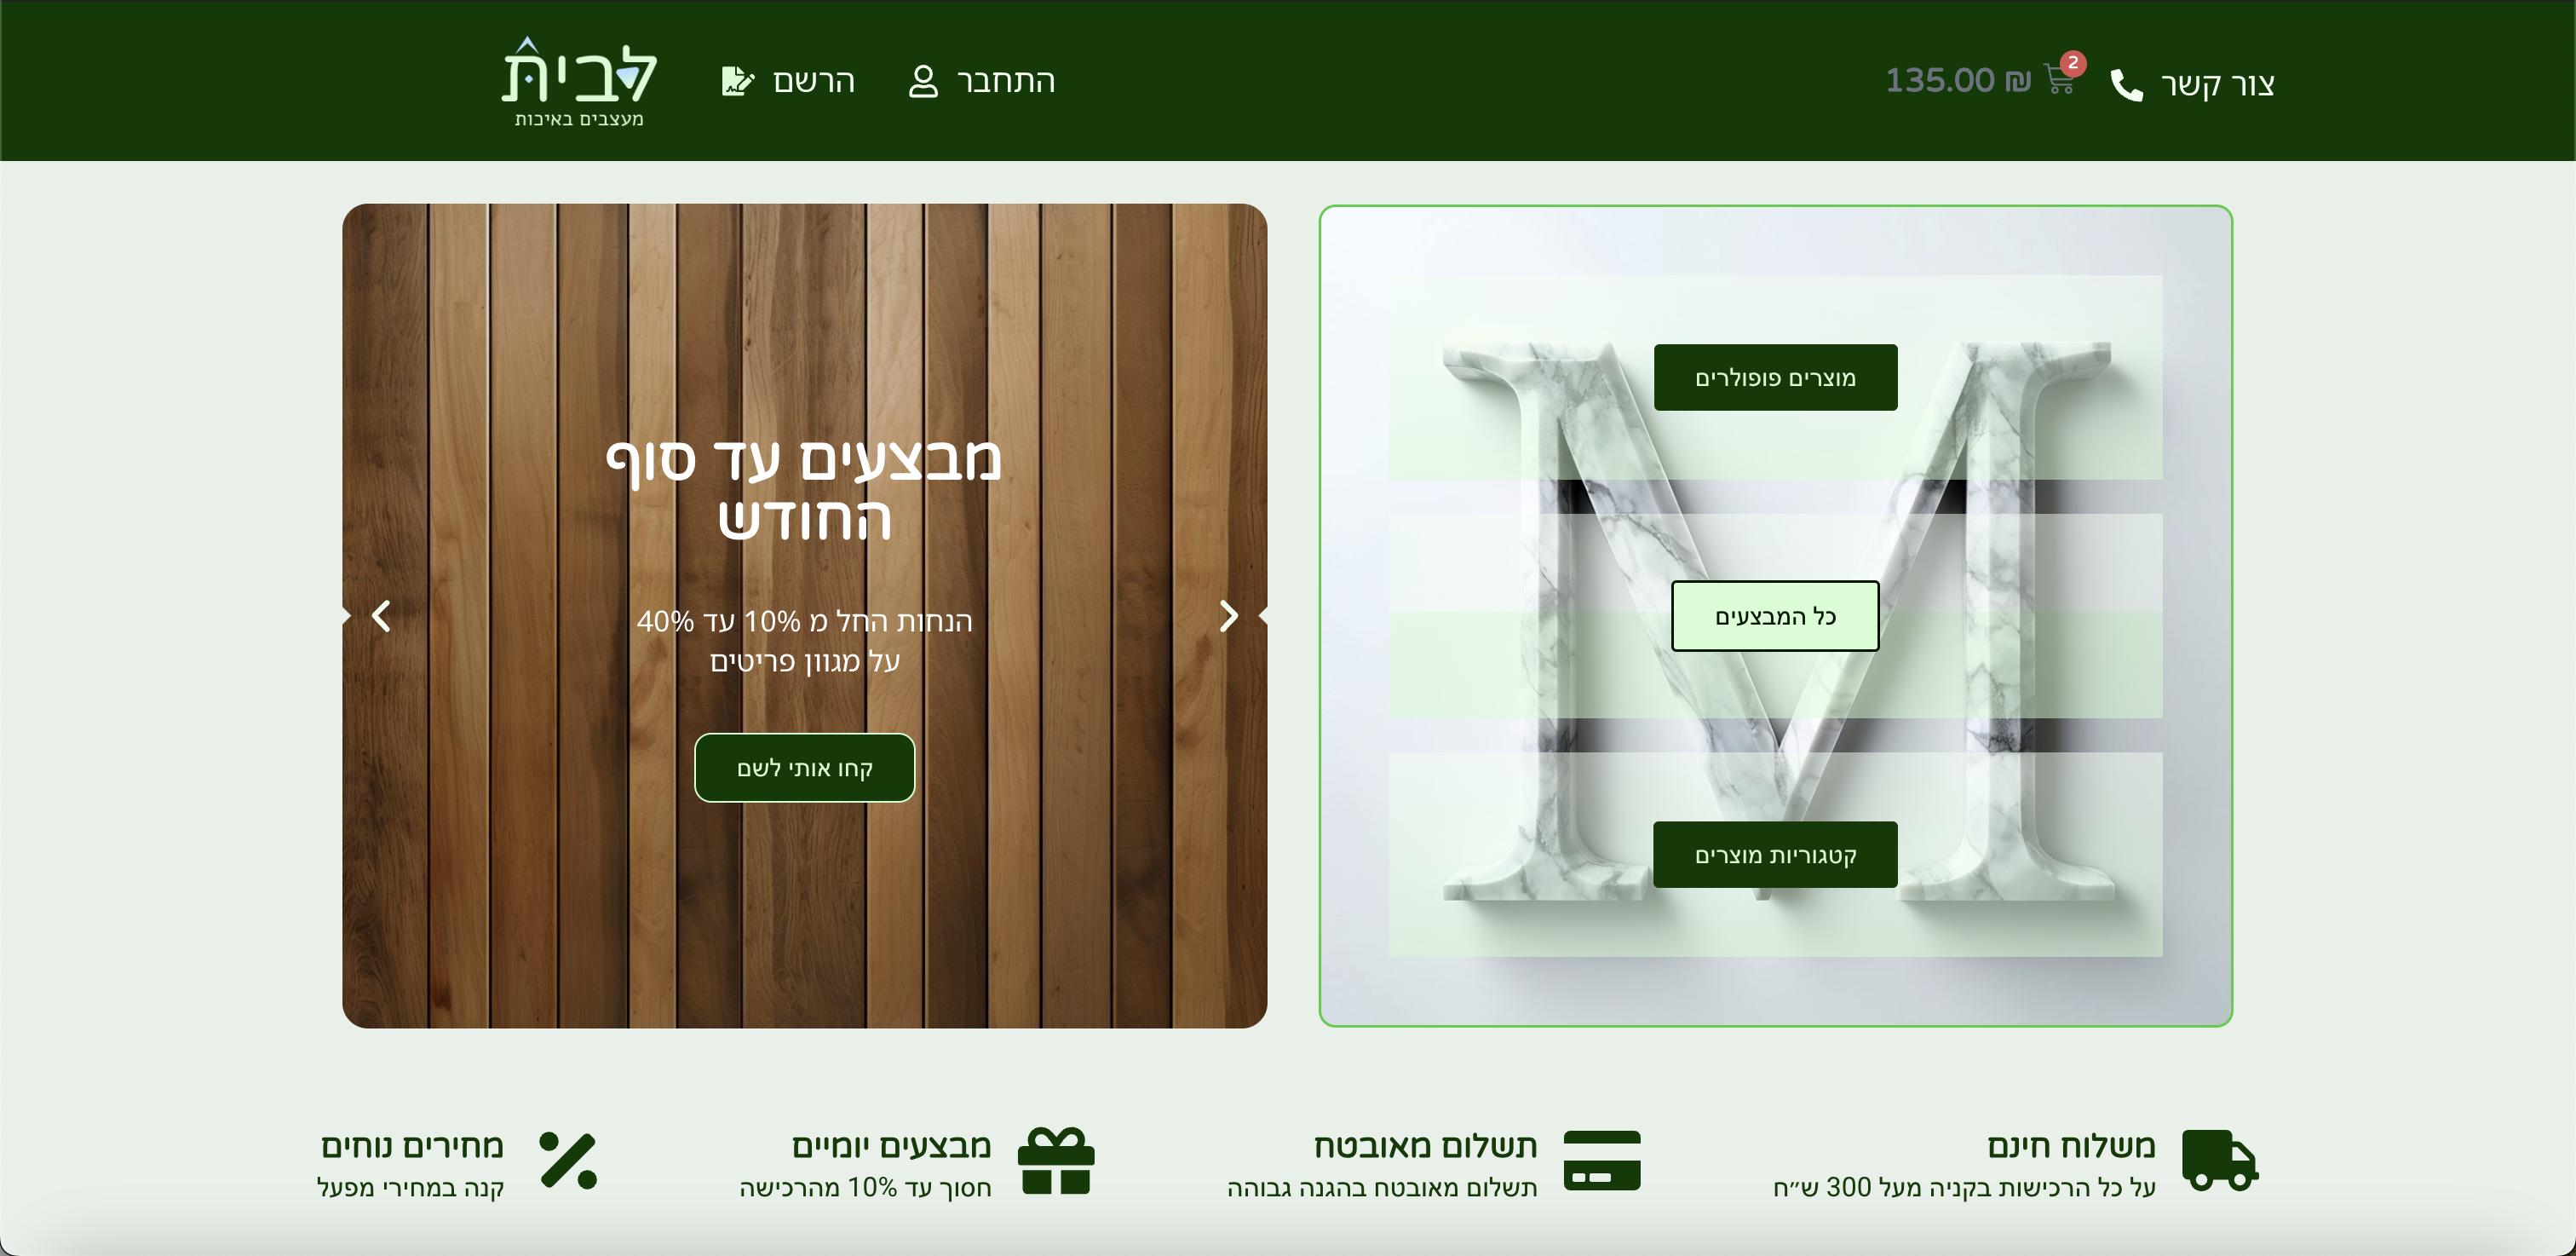 צור קשר
2
135.00 ₪
התחבר
הרשם
לבית
מעצבים באיכות
M
מוצרים פופולרים
כל המבצעים
קטגוריות מוצרים
מבצעים עד סוף
החודש
הנחות החל מ 10% עד 40%
על מגוון פריטים
קחו אותי לשם
משלוח חינם
על כל הרכישות בקניה מעל 300 ש״ח
תשלום מאובטח
תשלום מאובטח בהגנה גבוהה
מבצעים יומיים
חסוך עד 10% מהרכישה
מחירים נוחים
קנה במחירי מפעל